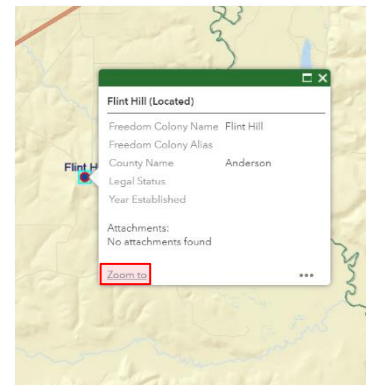 Flint Hill (Located)
Freedom Colony Name Flint Hill
Freedom Colony Alias
County Name Anderson
Legal Status
Year Established
Flint H
Attachments:
No attachments found
Zoom to